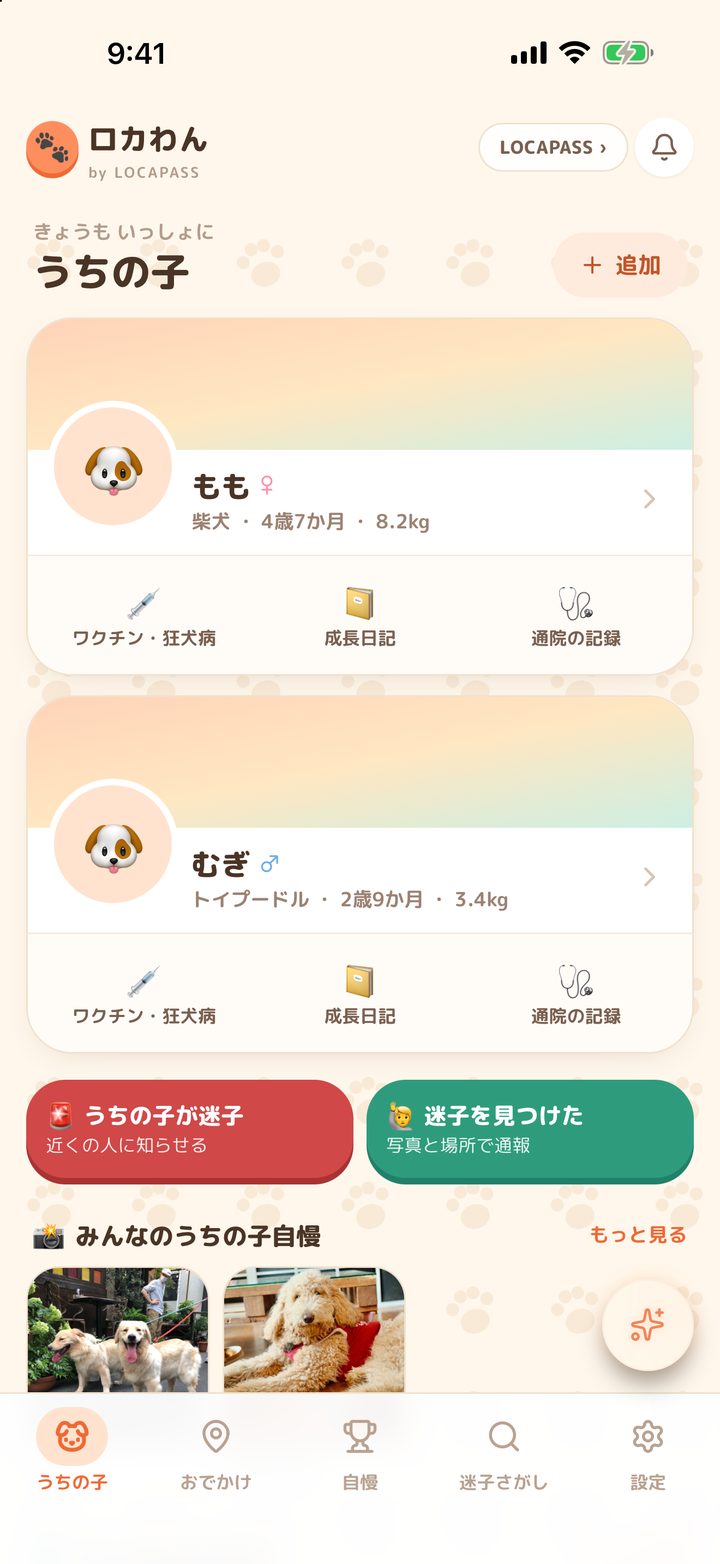 9:41
ロカわん
by LOCAPASS
LOCAPASS ›
きょうも いっしょに
うちの子
+ 追加
もも ♀
柴犬 ・ 4歳7か月 ・ 8.2kg
ワクチン・狂犬病
成長日記
通院の記録
むぎ ♂
トイプードル ・ 2歳9か月 ・ 3.4kg
ワクチン・狂犬病
成長日記
通院の記録
うちの子が迷子
近くの人に知らせる
迷子を見つけた
写真と場所で通報
みんなのうちの子自慢
もっと見る
うちの子
おでかけ
自慢
迷子さがし
設定